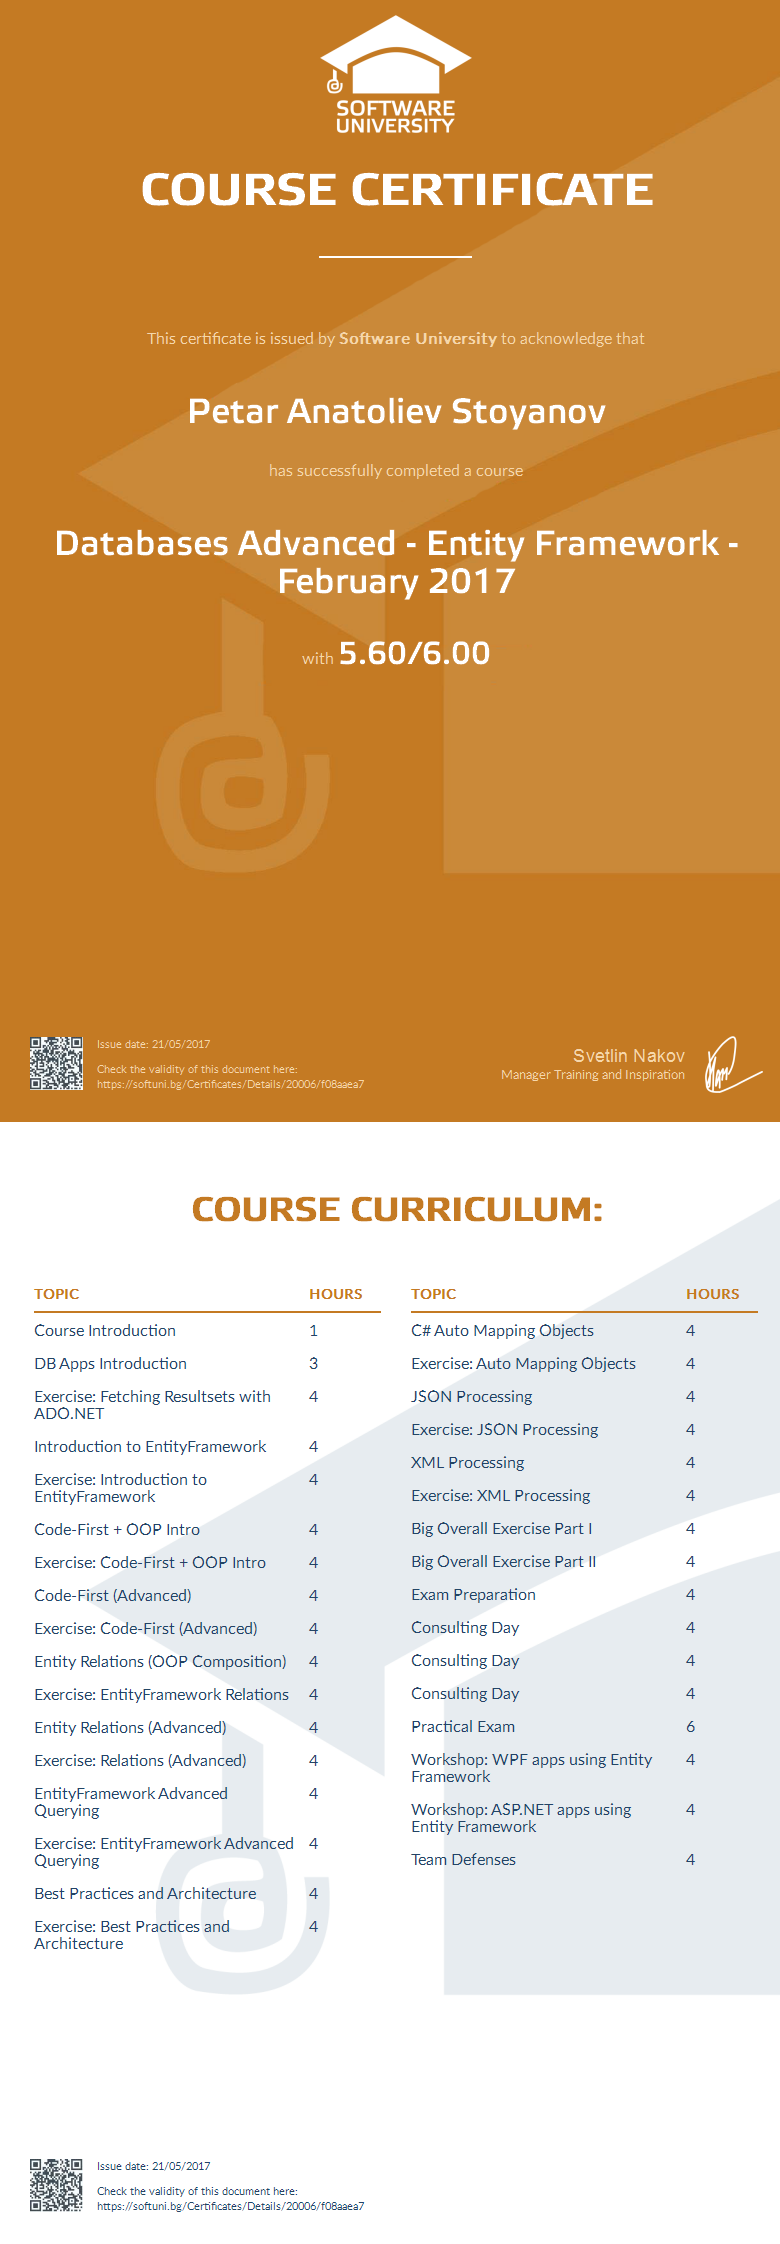 SOFTWARE
UNIVERSITY
COURSE CERTIFICATE
This certificate is issued by Software University to acknowledge that
Petar Anatoliev Stoyanov
has successfully completed a course
Databases Advanced - Entity Framework -
February 2017
with 5.60/6.00
Issue date: 21/05/2017
Check the validity of this document here:
https://softuni.bg/Certificates/Details/20006/f08aaea7
Svetlin Nakov
Manager Training and Inspiration
COURSE CURRICULUM:
TOPIC HOURS
Course Introduction 1
DB Apps Introduction 3
Exercise: Fetching Resultsets with 4
ADO.NET
Introduction to EntityFramework 4
Exercise: Introduction to 4
EntityFramework
Code-First + OOP Intro 4
Exercise: Code-First + OOP Intro 4
Code-First (Advanced) 4
Exercise: Code-First (Advanced) 4
Entity Relations (OOP Composition) 4
Exercise: EntityFramework Relations 4
Entity Relations (Advanced) 4
Exercise: Relations (Advanced) 4
EntityFramework Advanced 4
Querying
Exercise: EntityFramework Advanced 4
Querying
Best Practices and Architecture 4
Exercise: Best Practices and 4
Architecture
TOPIC HOURS
C# Auto Mapping Objects 4
Exercise: Auto Mapping Objects 4
JSON Processing 4
Exercise: JSON Processing 4
XML Processing 4
Exercise: XML Processing 4
Big Overall Exercise Part I 4
Big Overall Exercise Part II 4
Exam Preparation 4
Consulting Day 4
Consulting Day 4
Consulting Day 4
Practical Exam 6
Workshop: WPF apps using Entity 4
Framework
Workshop: ASP.NET apps using 4
Entity Framework
Team Defenses 4
Issue date: 21/05/2017
Check the validity of this document here:
https://softuni.bg/Certificates/Details/20006/f08aaea7